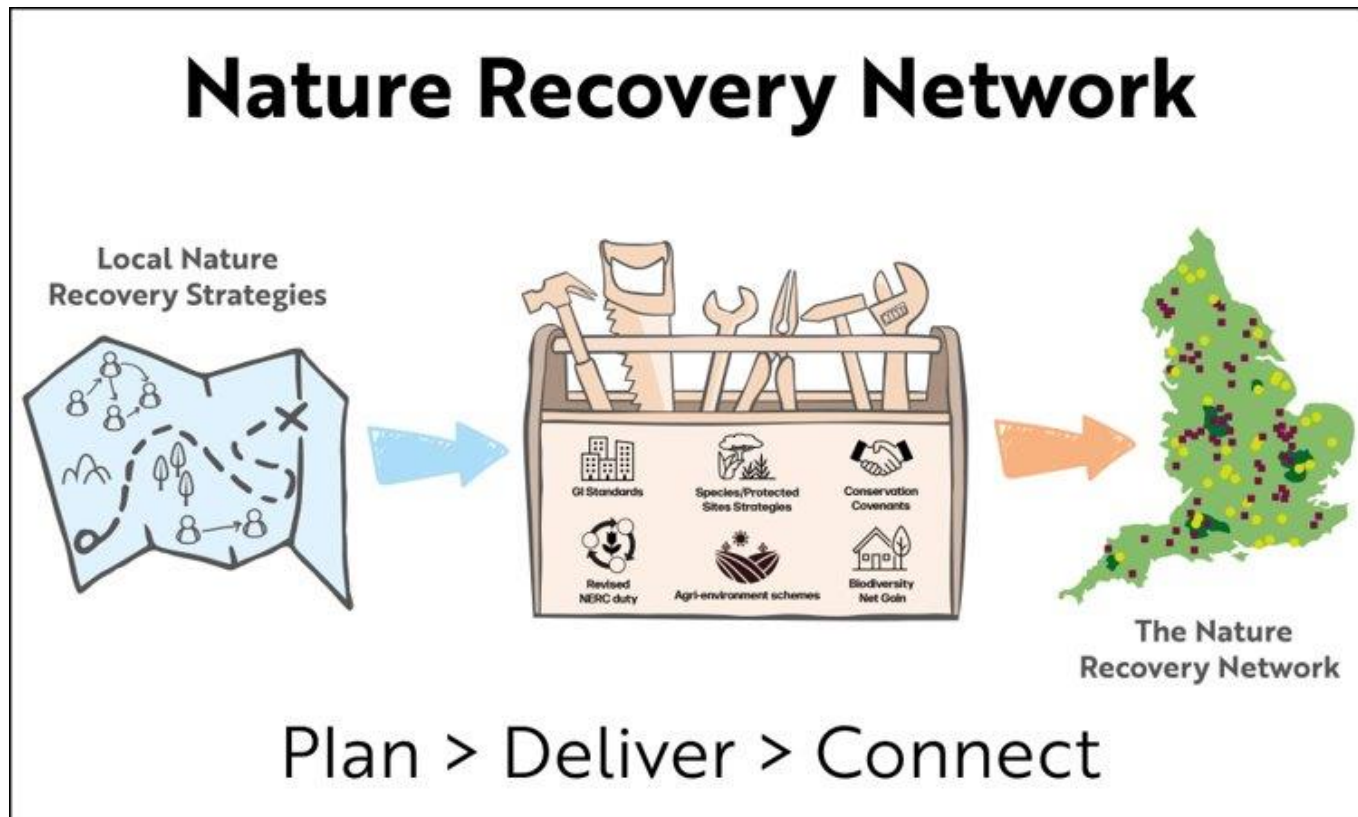 Nature Recovery Network
Local Nature
Recovery Strategies
GI Standards
Species/Protected
Sites Strategies
Conservation
Covenants
Revised
NERC duty
Agri-environment schemes
Biodiversity
Net Gain
The Nature
Recovery Network
Plan > Deliver > Connect